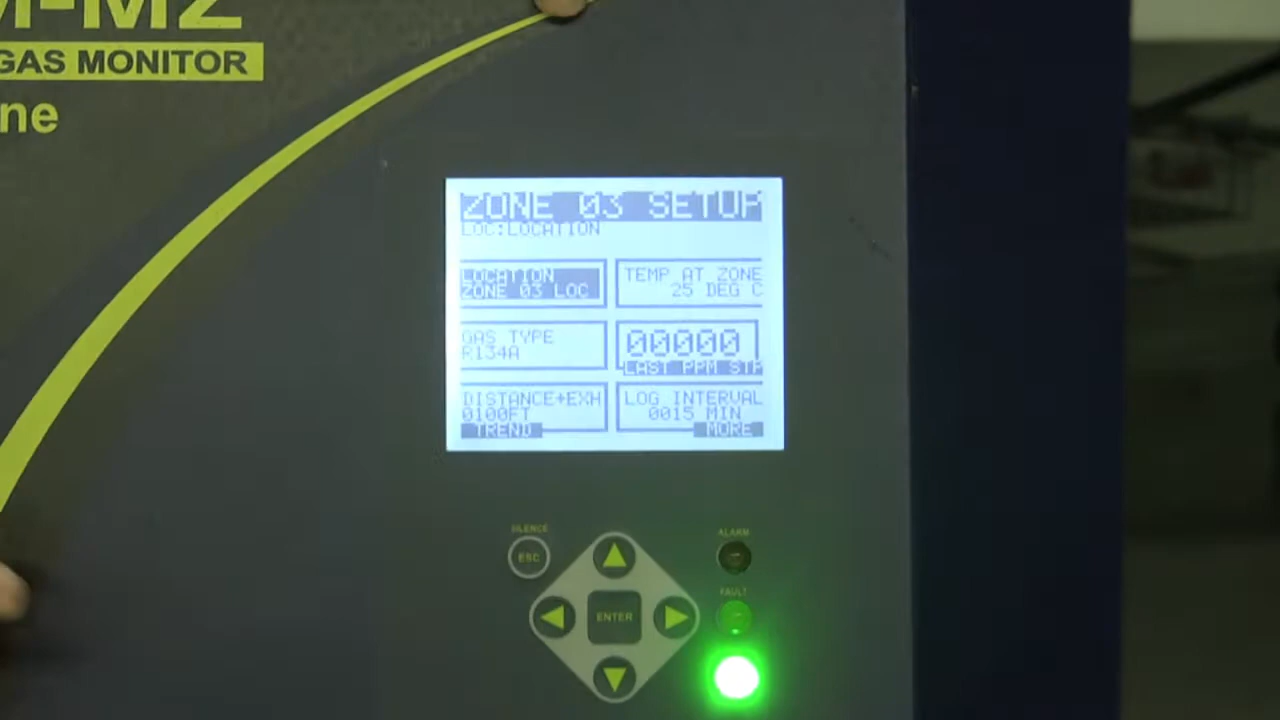 M-MZ
GAS MONITOR
ne
ZONE 03 SETUP
LOC:LOCATION
LOCATION
ZONE 03 LOC
TEMP AT ZONE
25 DEG C
GAS TYPE
R134A
00000
LAST PPM STP
DISTANCE+EXH
0100FT
LOG INTERVAL
0015 MIN
TREND
MORE
SILENCE
ESC
ENTER
ALARM
FAULT